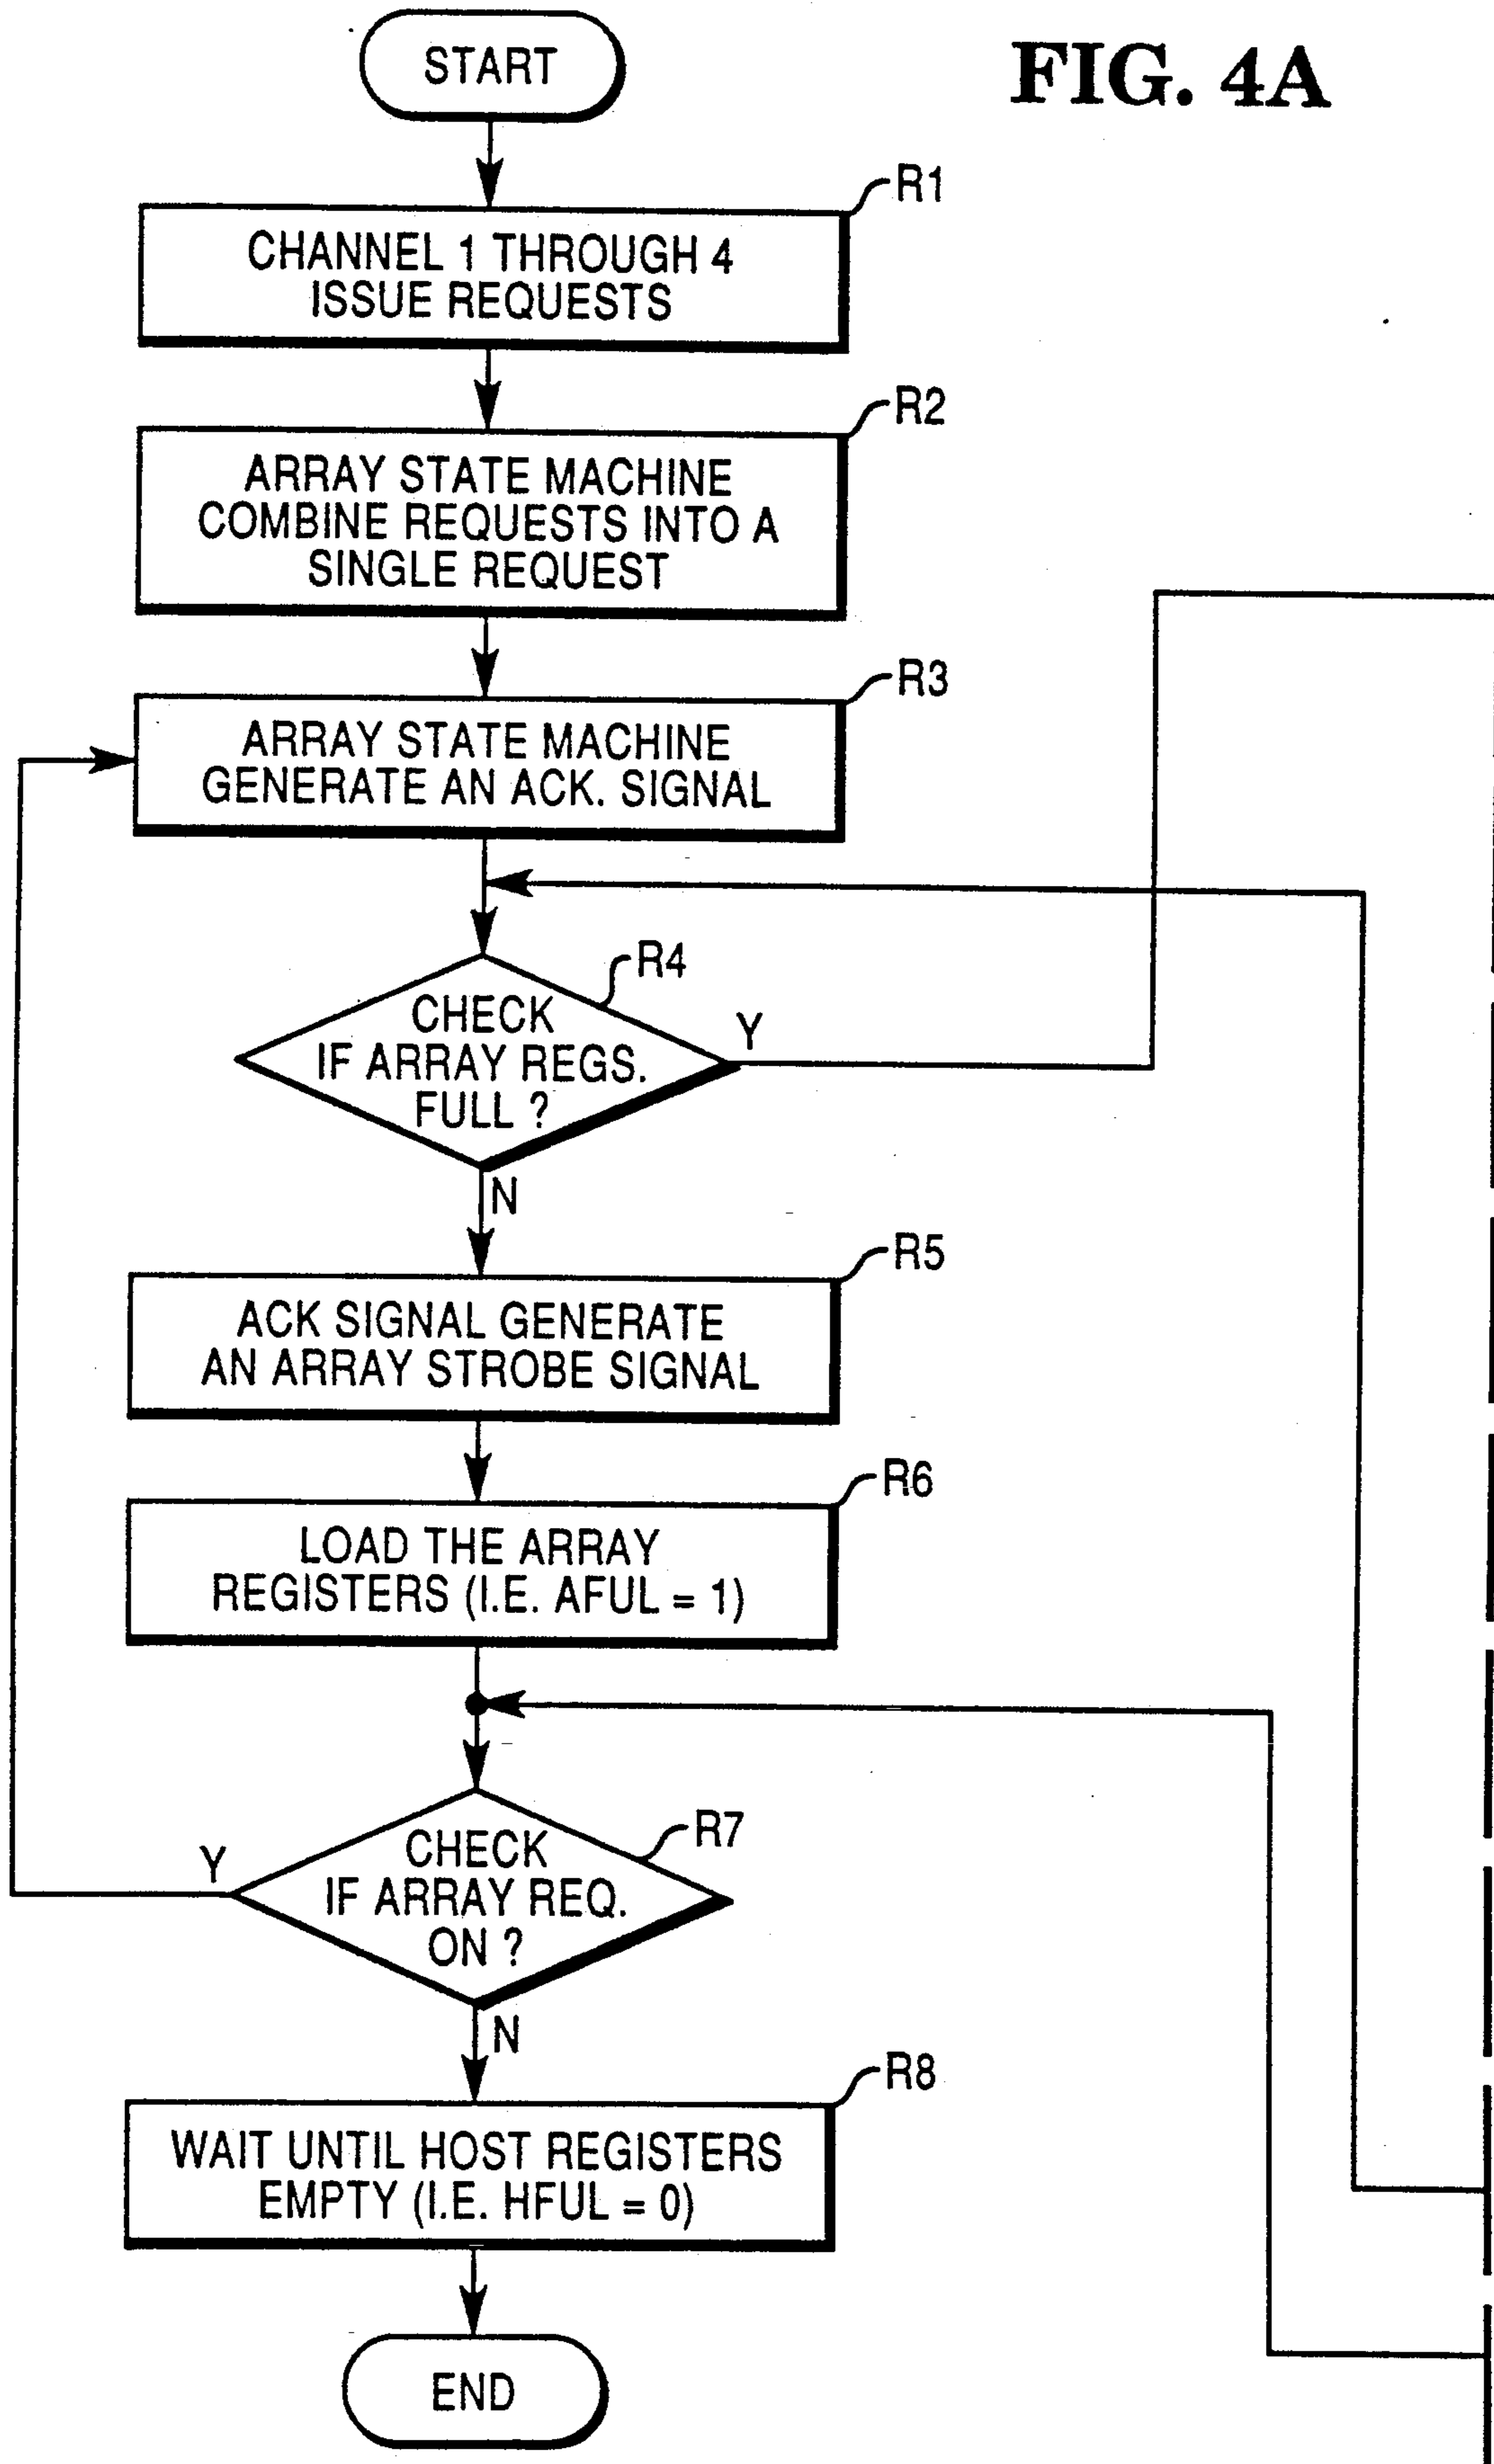 START
FIG. 4A
R1
CHANNEL 1 THROUGH 4
ISSUE REQUESTS
R2
ARRAY STATE MACHINE
COMBINE REQUESTS INTO A
SINGLE REQUEST
R3
ARRAY STATE MACHINE
GENERATE AN ACK. SIGNAL
R4
CHECK
IF ARRAY REGS.
FULL ?
Y
N
R5
ACK SIGNAL GENERATE
AN ARRAY STROBE SIGNAL
R6
LOAD THE ARRAY
REGISTERS (I.E. AFUL = 1)
R7
CHECK
IF ARRAY REQ.
ON ?
Y
N
R8
WAIT UNTIL HOST REGISTERS
EMPTY (I.E. HFUL = 0)
END